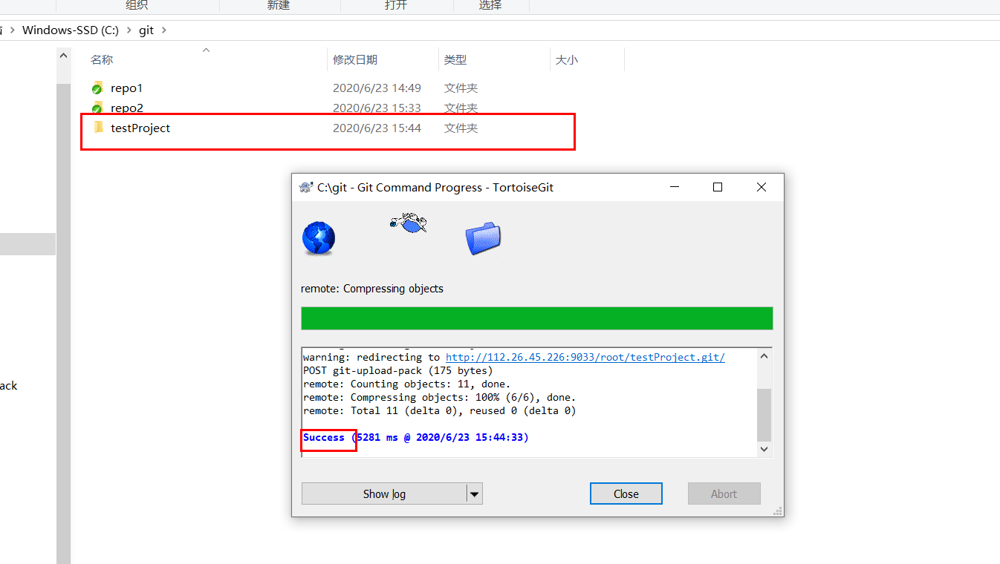 组织 新建 打开 选择
Windows-SSD (C:) git
名称 修改日期 类型 大小
repo1 2020/6/23 14:49 文件夹
repo2 2020/6/23 15:33 文件夹
testProject 2020/6/23 15:44 文件夹
C:\git - Git Command Progress - TortoiseGit
remote: Compressing objects
warning: redirecting to http://112.26.45.226:9033/root/testProject.git/
POST git-upload-pack (175 bytes)
remote: Counting objects: 11, done.
remote: Compressing objects: 100% (6/6), done.
remote: Total 11 (delta 0), reused 0 (delta 0)
ack
Success (5281 ms @ 2020/6/23 15:44:33)
Show log Close Abort